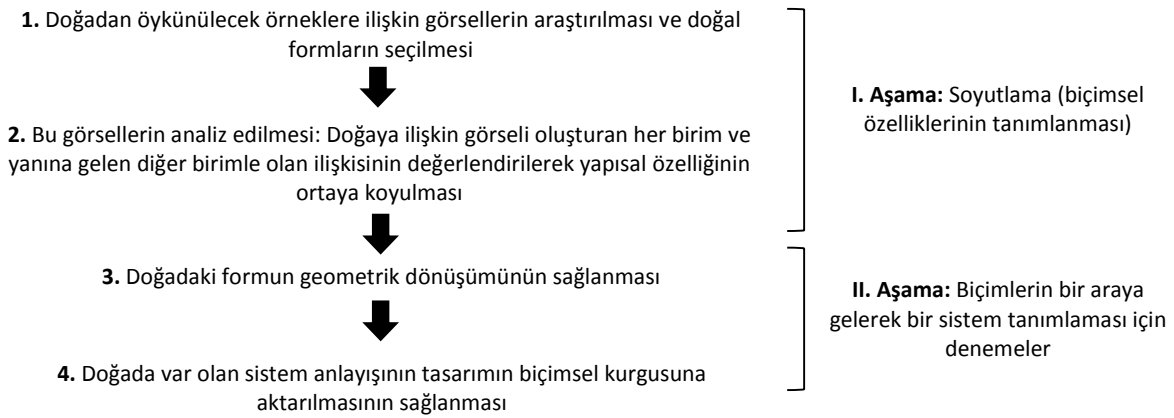 1. Doğadan öykünülecek örneklere ilişkin görsellerin araştırılması ve doğal
formların seçilmesi
2. Bu görsellerin analiz edilmesi: Doğaya ilişkin görseli oluşturan her birim ve
yanına gelen diğer birimle olan ilişkisinin değerlendirilerek yapısal özelliğinin
ortaya koyulması
I. Aşama: Soyutlama (biçimsel
özelliklerinin tanımlanması)
3. Doğadaki formun geometrik dönüşümünün sağlanması
4. Doğada var olan sistem anlayışının tasarımın biçimsel kurgusuna
aktarılmasının sağlanması
II. Aşama: Biçimlerin bir araya
gelerek bir sistem tanımlaması için
denemeler